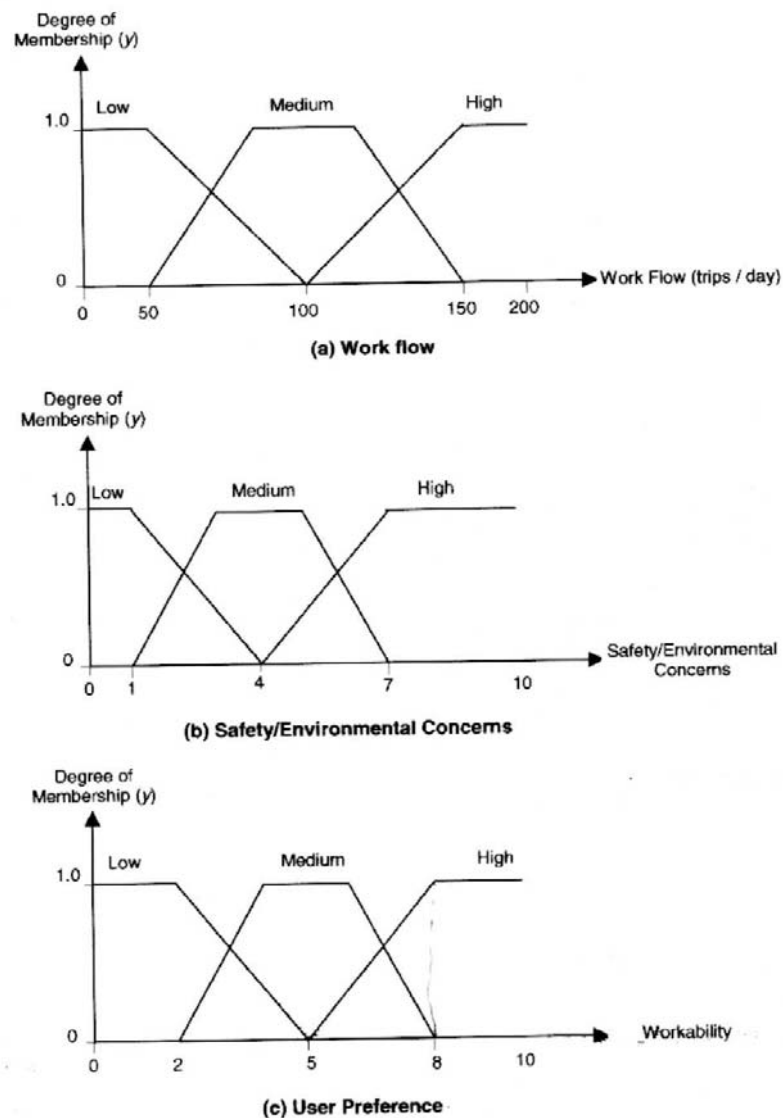 Degree of
Membership (y)
Low
Medium
High
1.0
0
Work Flow (trips / day)
0
50
100
150
200
(a) Work flow
Degree of
Membership (y)
1.0
Low
Medium
High
0
Safety/Environmental
Concerns
0
1
4
7
10
(b) Safety/Environmental Concerns
Degree of
Membership (y)
Low
Medium
High
1.0
0
Workability
0
2
5
8
10
(c) User Preference